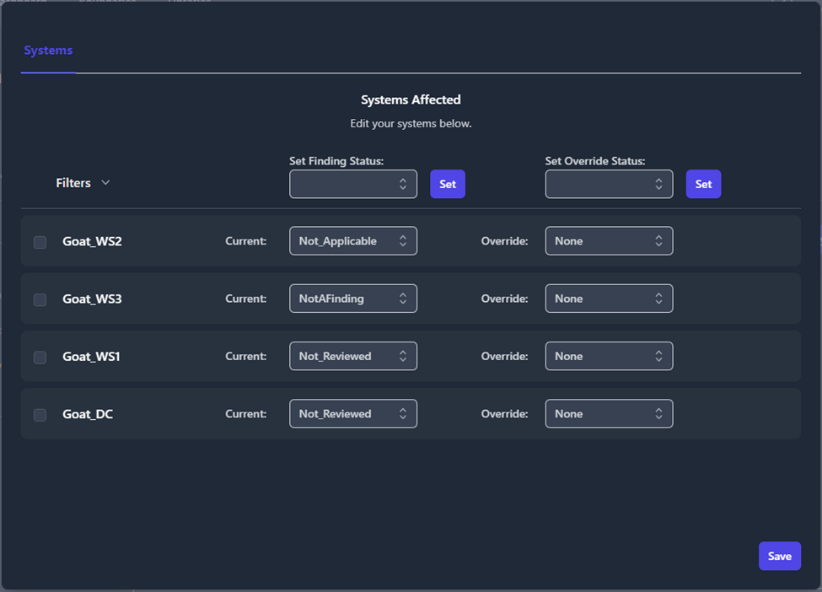 Systems
Systems Affected
Edit your systems below.
Filters
Set Finding Status:
Set
Set Override Status:
Set
Goat_WS2 Current: Not_Applicable Override: None
Goat_WS3 Current: NotAFinding Override: None
Goat_WS1 Current: Not_Reviewed Override: None
Goat_DC Current: Not_Reviewed Override: None
Save